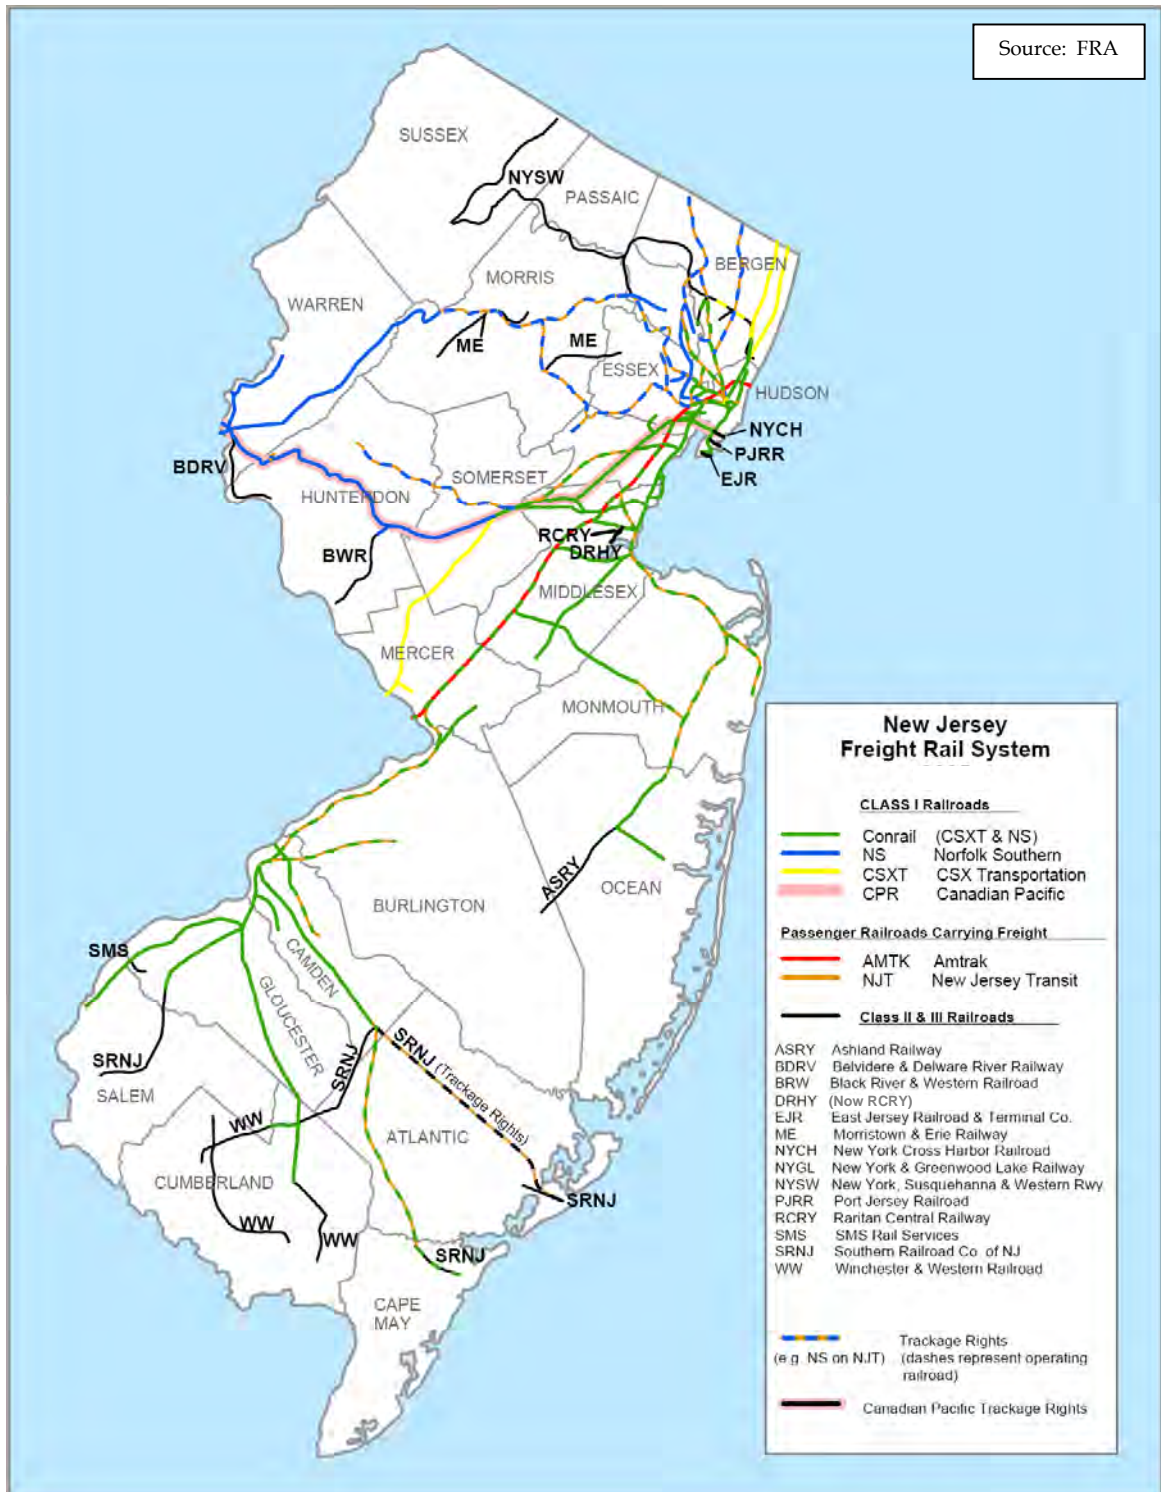 Source: FRA
SUSSEX
NYSW
PASSAIC
BERGEN
MORRIS
WARREN
ME
ME
ESSEX
HUDSON
NYCH
PJRR
EJR
BDRV
SOMERSET
HUNTERDON
RCRY
DRHY
BWR
MIDDLESEX
MERCER
MONMOUTH
ASRY
OCEAN
BURLINGTON
SMS
CAMDEN
GLOUCESTER
SRNJ
SALEM
SRNJ
SRNJ (Trackage Rights)
WW
ATLANTIC
CUMBERLAND
SRNJ
WW
WW
SRNJ
CAPE
MAY
New Jersey
Freight Rail System
CLASS I Railroads
Conrail (CSXT & NS)
NS Norfolk Southern
CSXT CSX Transportation
CPR Canadian Pacific
Passenger Railroads Carrying Freight
AMTK Amtrak
NJT New Jersey Transit
Class II & III Railroads
ASRY Ashland Railway
BDRV Belvidere & Delware River Railway
BRW Black River & Western Railroad
DRHY (Now RCRY)
EJR East Jersey Railroad & Terminal Co.
ME Morristown & Erie Railway
NYCH New York Cross Harbor Railroad
NYGL New York & Greenwood Lake Railway
NYSW New York, Susquehanna & Western Rwy
PJRR Port Jersey Railroad
RCRY Raritan Central Railway
SMS SMS Rail Services
SRNJ Southern Railroad Co. of NJ
WW Winchester & Western Railroad
Trackage Rights
(e.g. NS on NJT) (dashes represent operating
railroad)
Canadian Pacific Trackage Rights